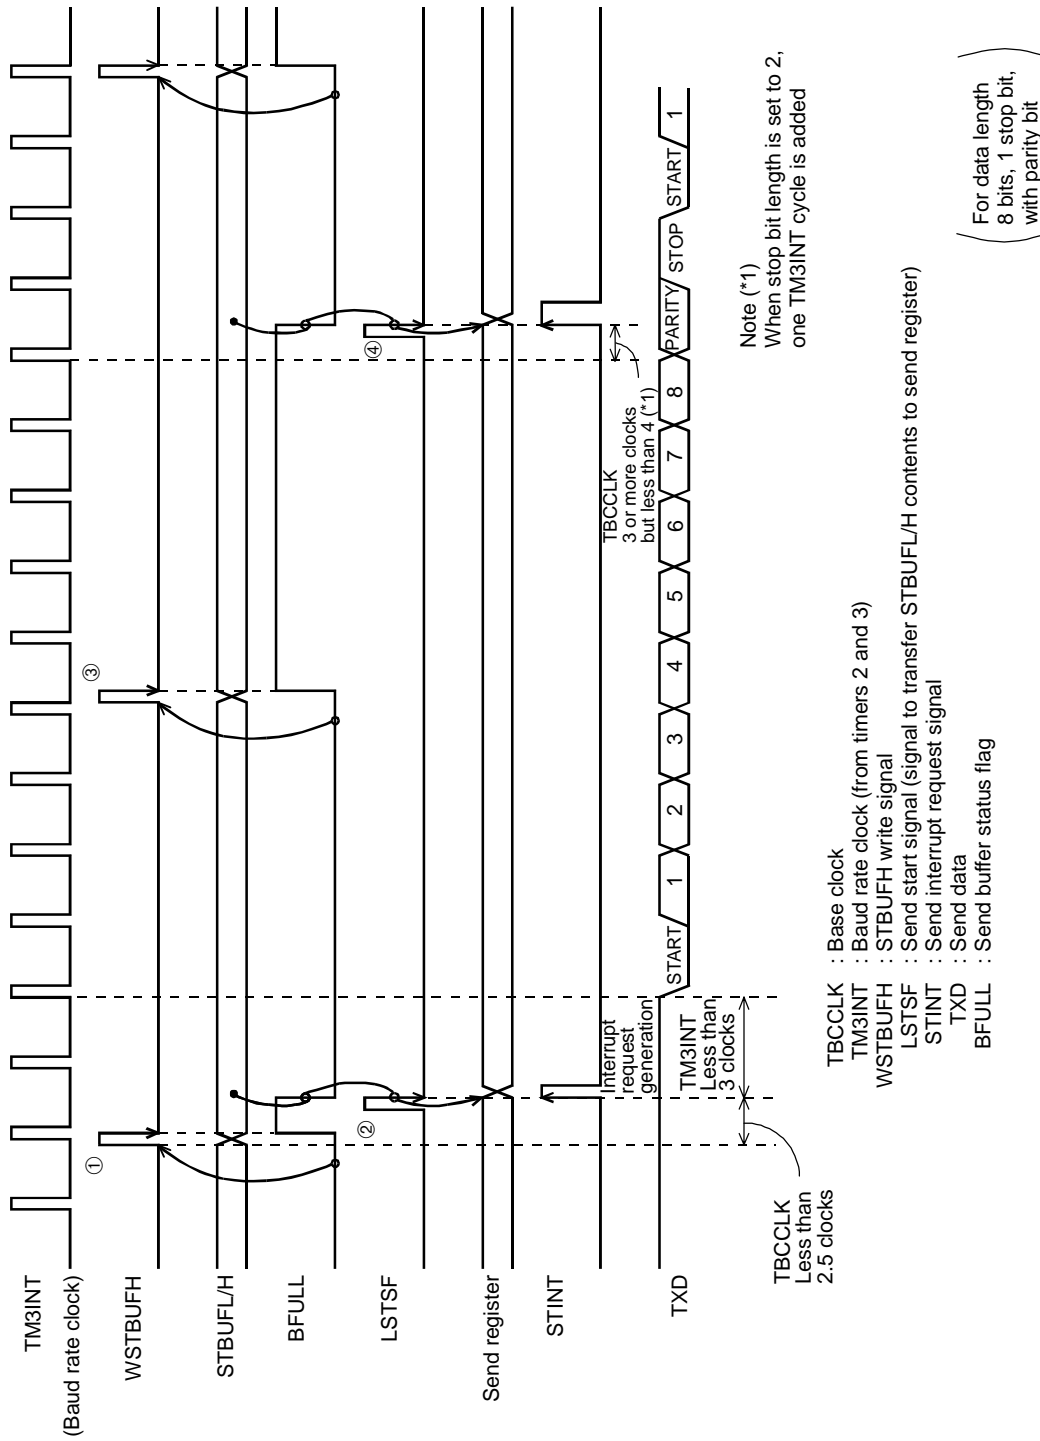 TM3INT
(Baud rate clock)
WSTBUFH
STBUFL/H
BFULL
LSTSF
Send register
STINT
TXD
①
②
③
④
Interrupt
request
generation
TM3INT
Less than
3 clocks
TBCCLK
Less than
2.5 clocks
TBCCLK
3 or more clocks
but less than 4 (*1)
START 1 2 3 4 5 6 7 8 PARITY STOP START 1
Note (*1)
When stop bit length is set to 2,
one TM3INT cycle is added
TBCCLK : Base clock
TM3INT : Baud rate clock (from timers 2 and 3)
WSTBUFH : STBUFH write signal
LSTSF : Send start signal (signal to transfer STBUFL/H contents to send register)
STINT : Send interrupt request signal
TXD : Send data
BFULL : Send buffer status flag
For data length
8 bits, 1 stop bit,
with parity bit